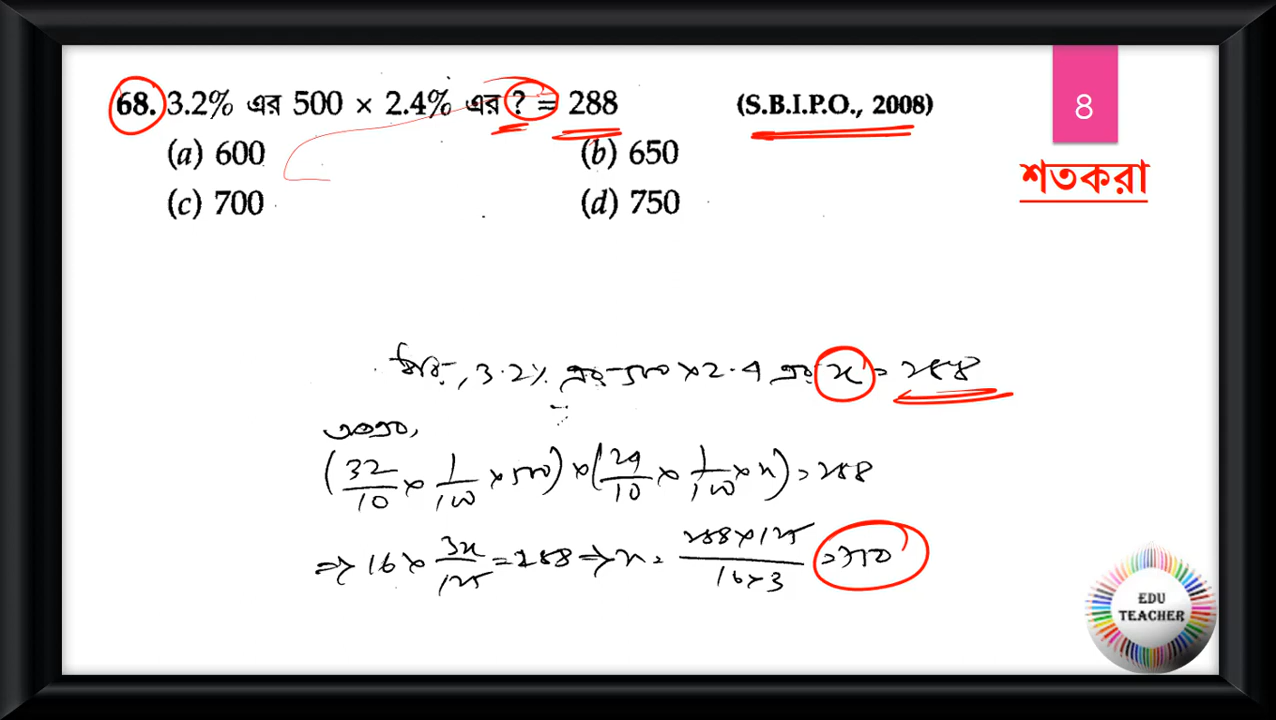 68. 3.2% এর 500 × 2.4% এর ? = 288 (S.B.I.P.O., 2008)
8
(a) 600 (b) 650
শতকরা
(c) 700 (d) 750
ধরি, 3.2% এর 500 × 2.4 এর x = 288
(32/10 × 1/100 × 500) × (24/10 × 1/100 × x) = 288
⇒ 16 × 3x/125 = 288 ⇒ x = 288×125/16×3 = 750
EDU
TEACHER